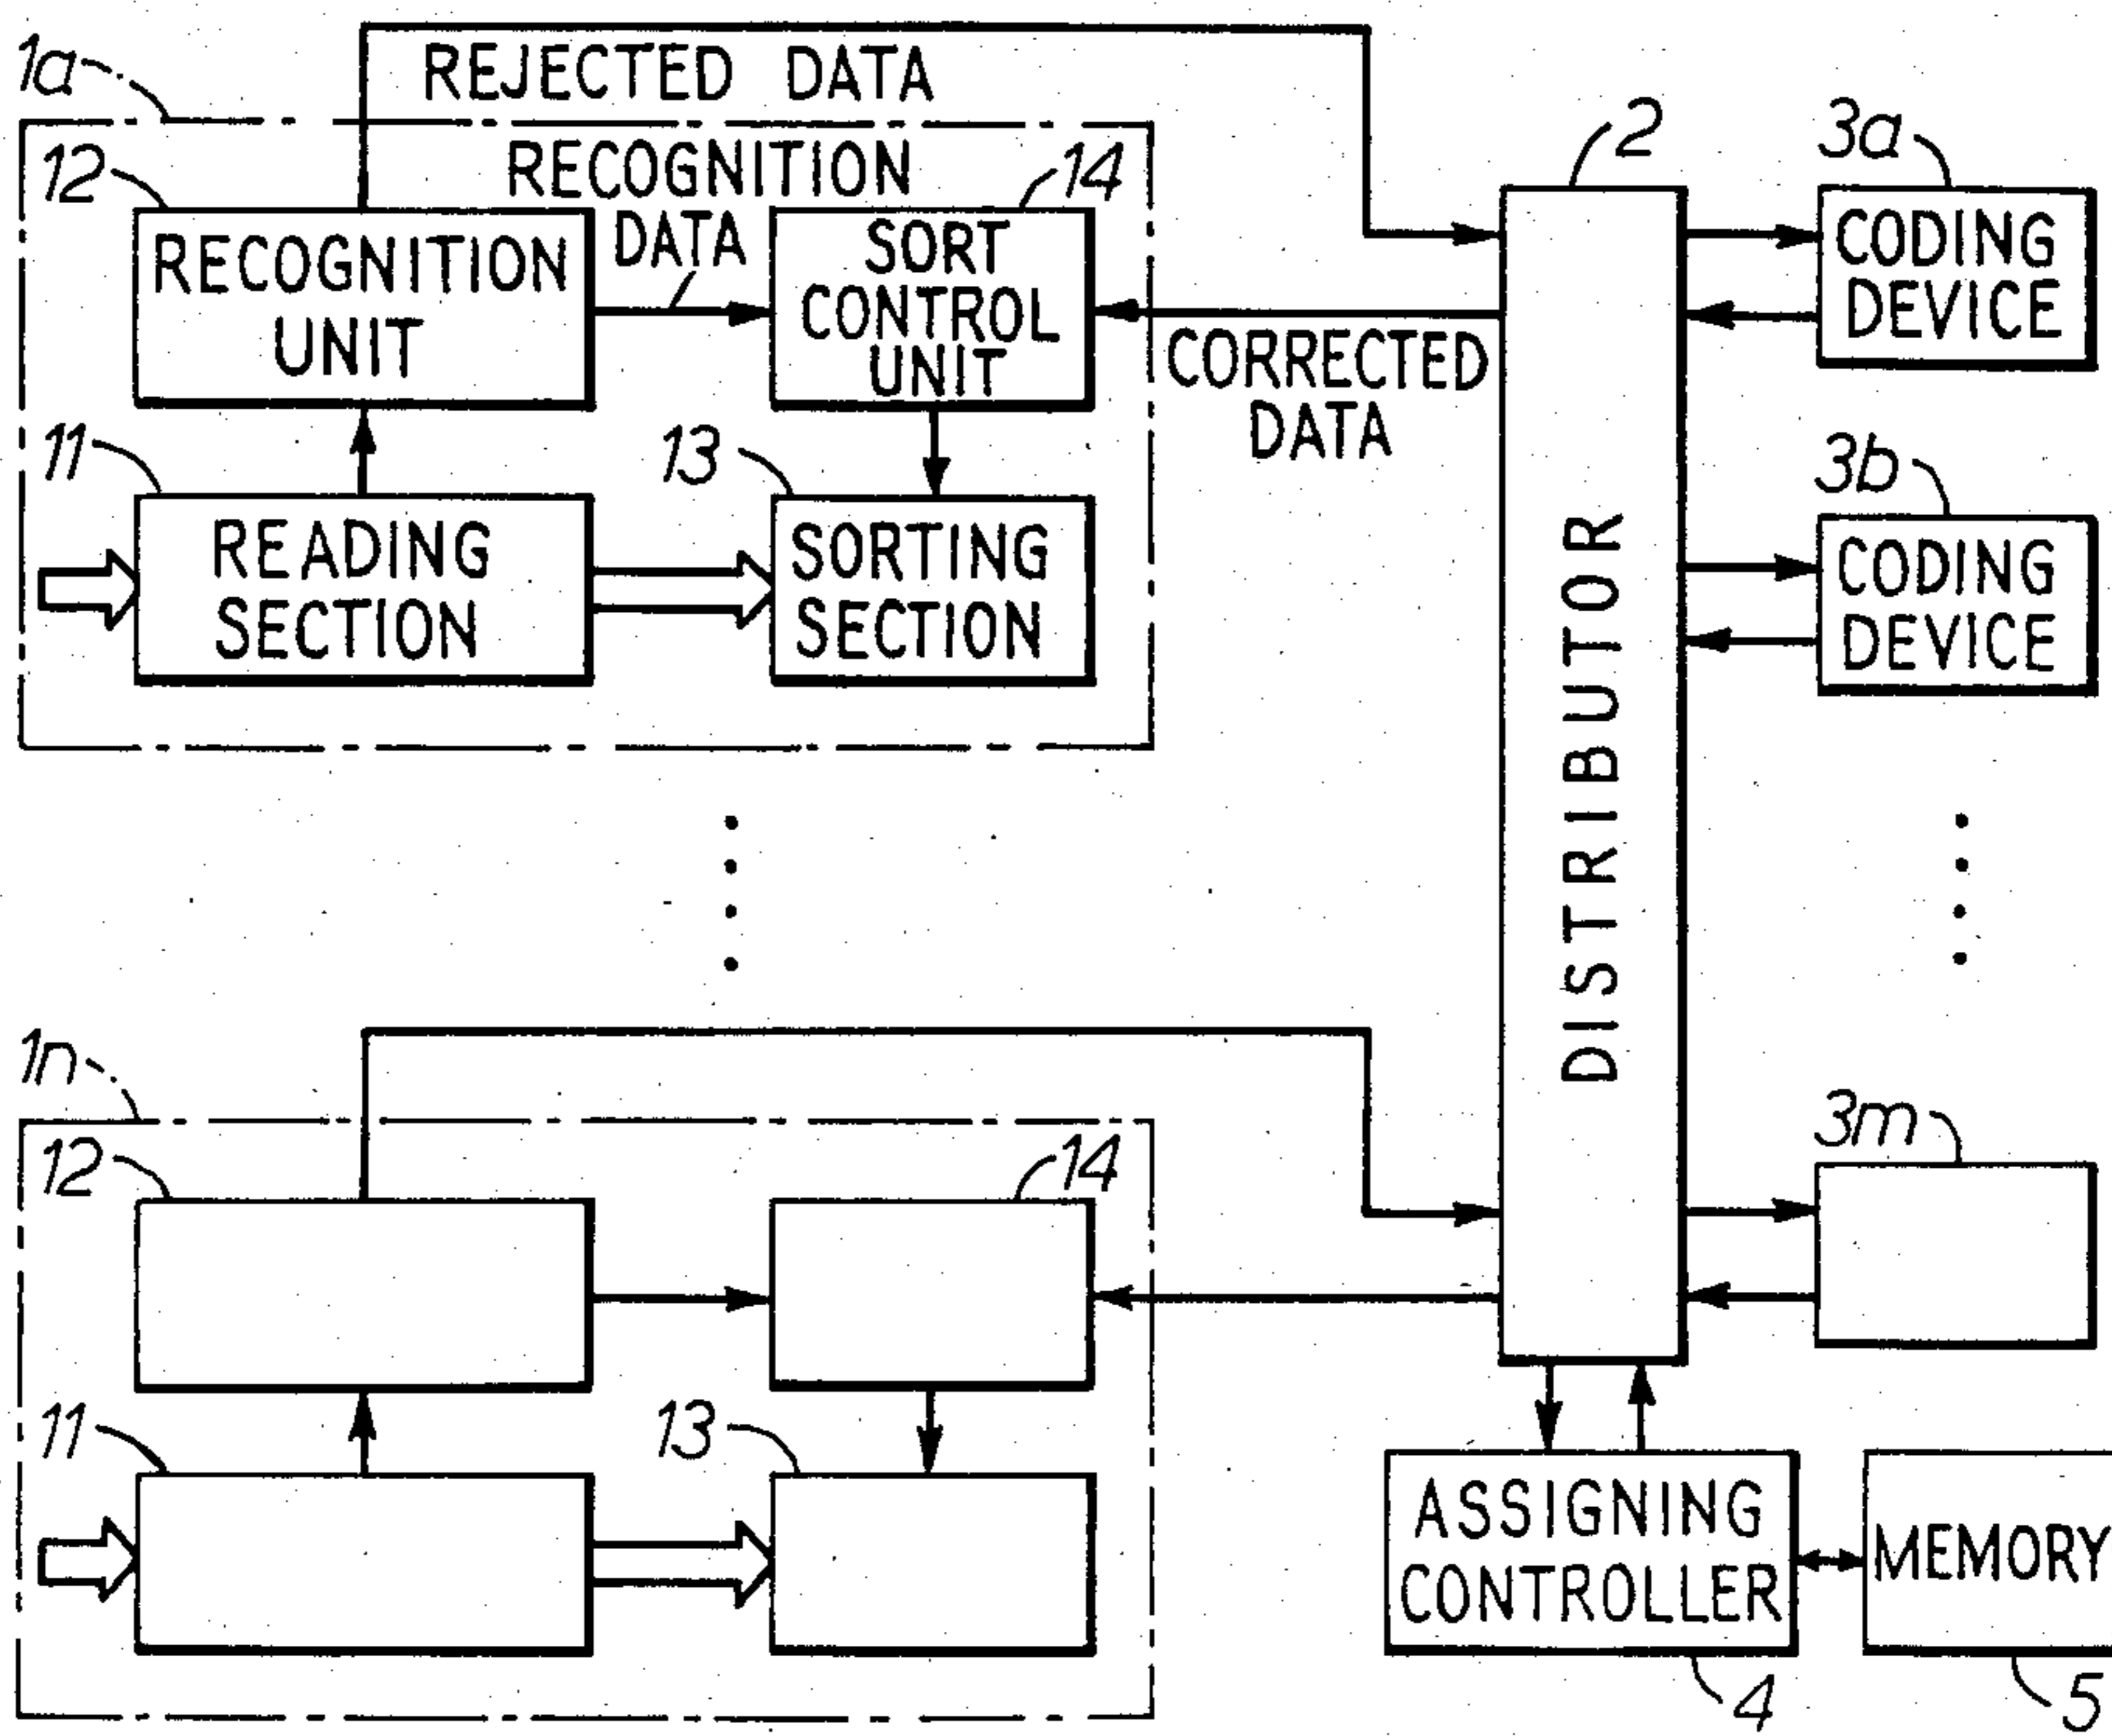 1a
REJECTED DATA
RECOGNITION
DATA
12
RECOGNITION
UNIT
14
SORT
CONTROL
UNIT
CORRECTED
DATA
11
READING
SECTION
13
SORTING
SECTION
2
DISTRIBUTOR
3a
CODING
DEVICE
3b
CODING
DEVICE
1n
12
14
11
13
3m
ASSIGNING
CONTROLLER
4
MEMORY
5